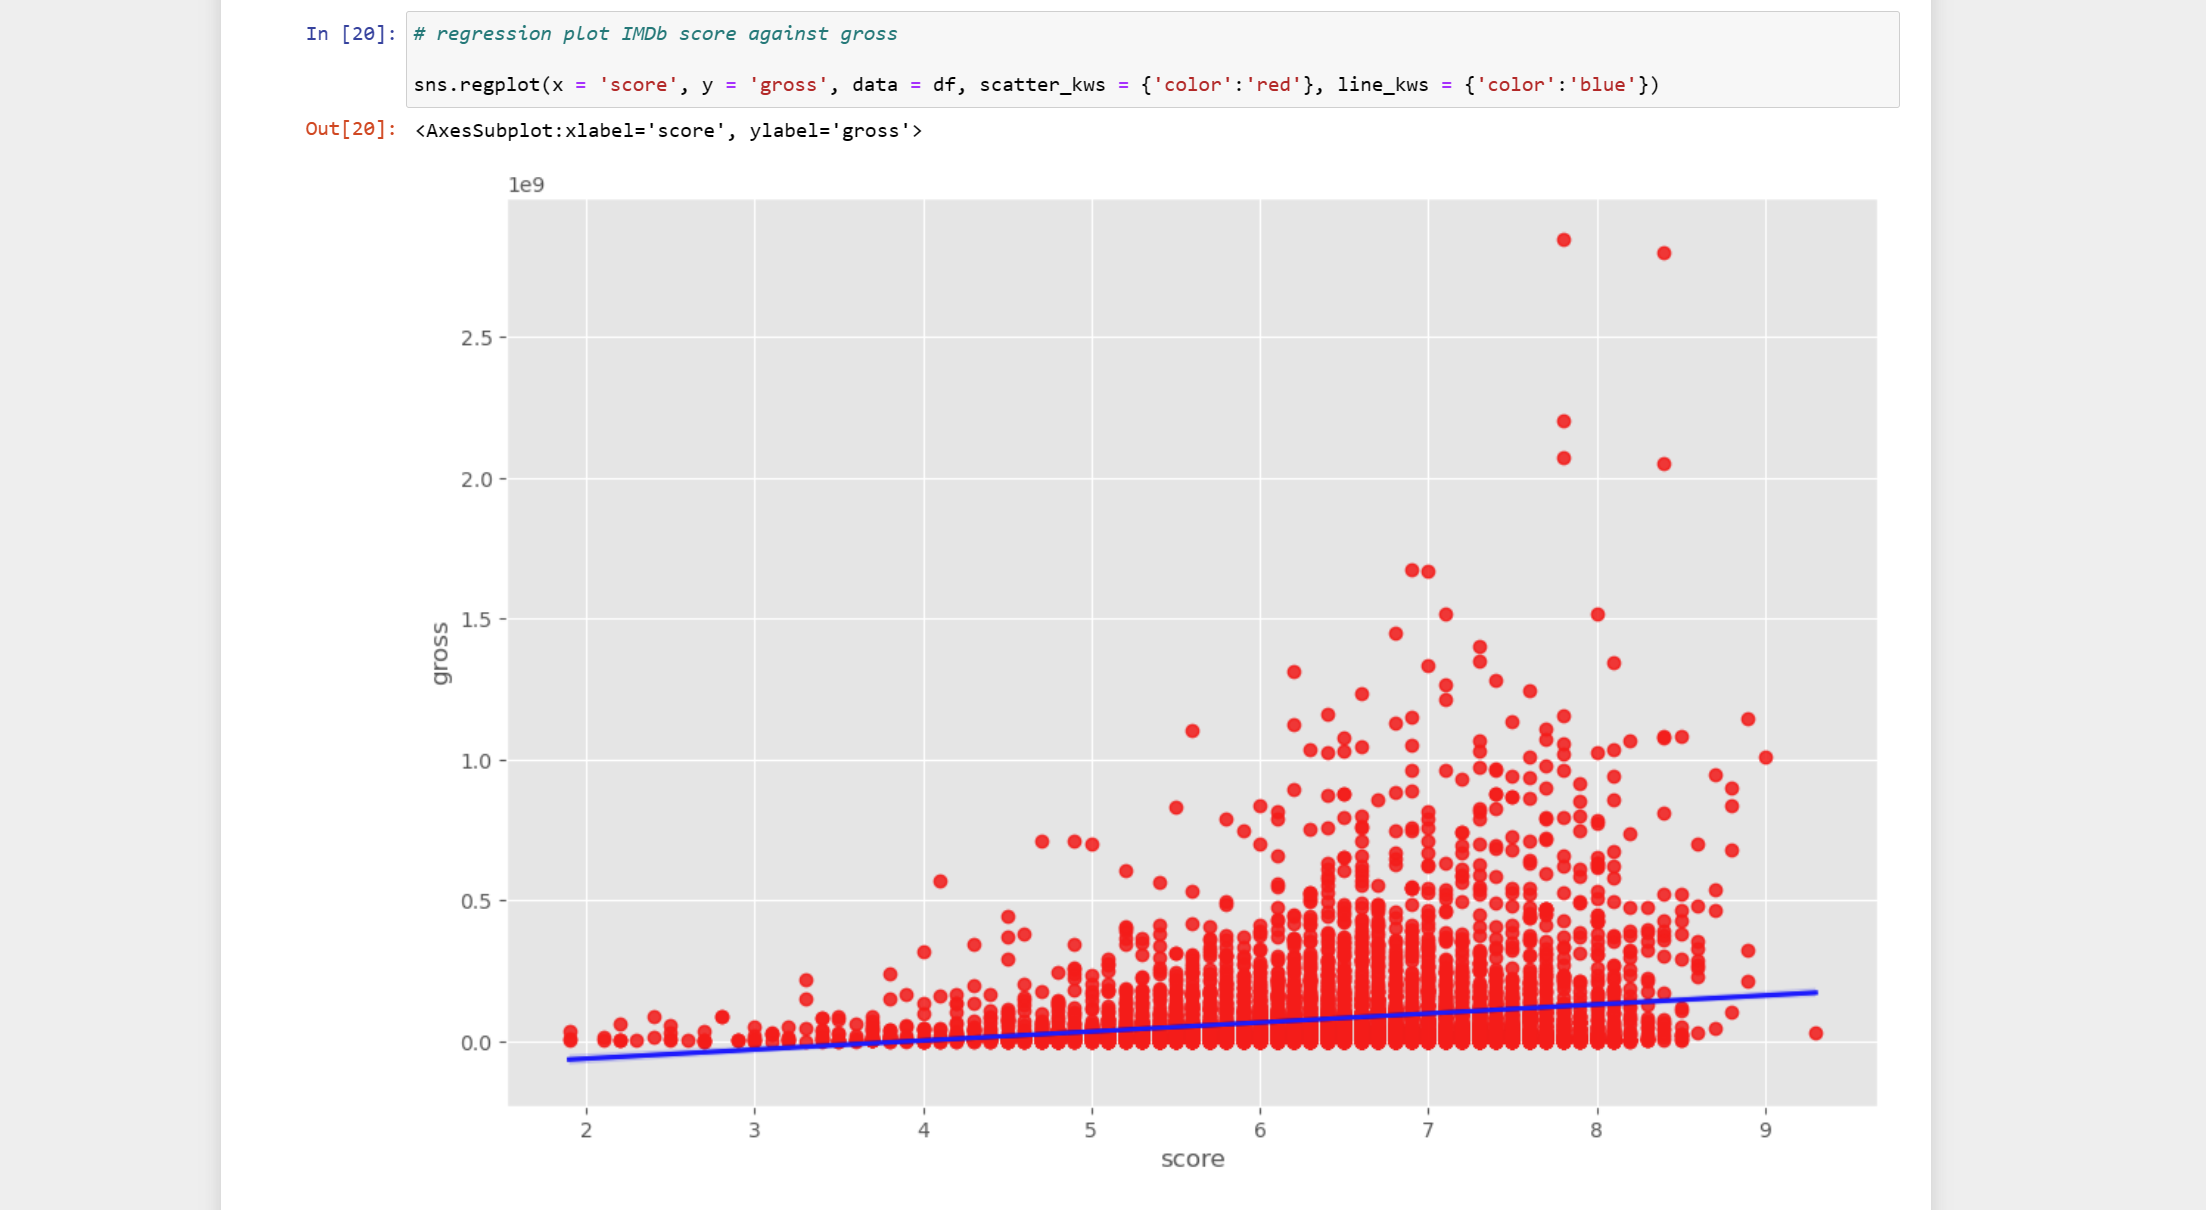 In [20]: # regression plot IMDb score against gross
sns.regplot(x = 'score', y = 'gross', data = df, scatter_kws = {'color':'red'}, line_kws = {'color':'blue'})
Out[20]: <AxesSubplot:xlabel='score', ylabel='gross'>
1e9
2.5
2.0
1.5
gross
1.0
0.5
0.0
2 3 4 5 6 7 8 9
score